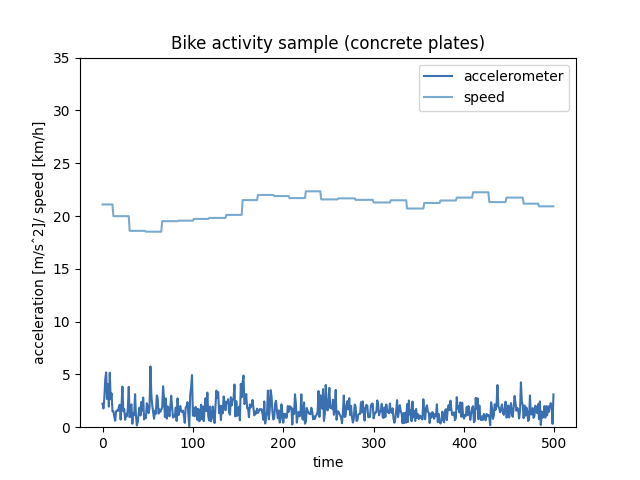 Bike activity sample (concrete plates)
accelerometer
speed
acceleration [m/s^2]/ speed [km/h]
35
30
25
20
15
10
5
0
0 100 200 300 400 500
time